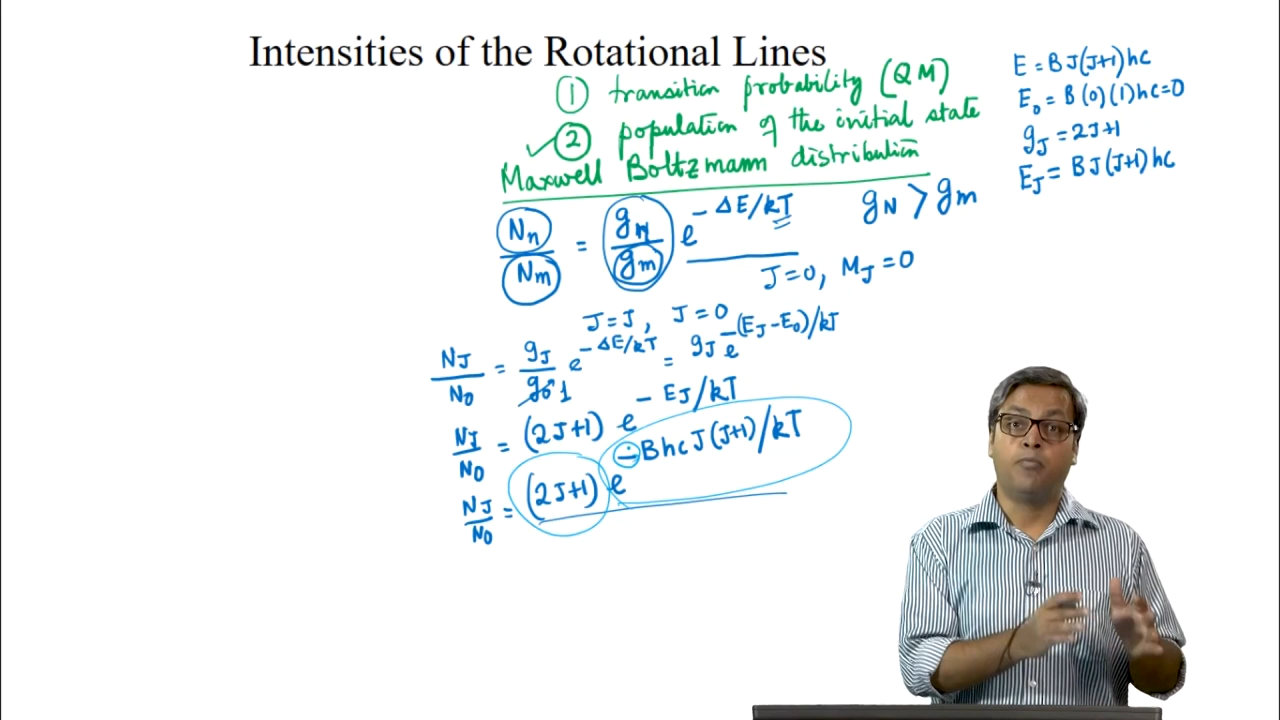 Intensities of the Rotational Lines
① transition probability (QM)
② population of the initial state
Maxwell Boltzmann distribution
E = BJ(J+1)hc
E₀ = B(0)(1)hc=0
gJ = 2J+1
EJ = BJ(J+1)hc
Nn/Nm = gn/gm e^-ΔE/kT
gN > gm
J=0, MJ=0
J=J, J=0
NJ/N₀ = gJ/g₀ 1 e^-ΔE/kT = gJ e^-(EJ-E₀)/kT
NJ/N₀ = (2J+1) e^-EJ/kT
NJ/N₀ = (2J+1) e^-BhcJ(J+1)/kT